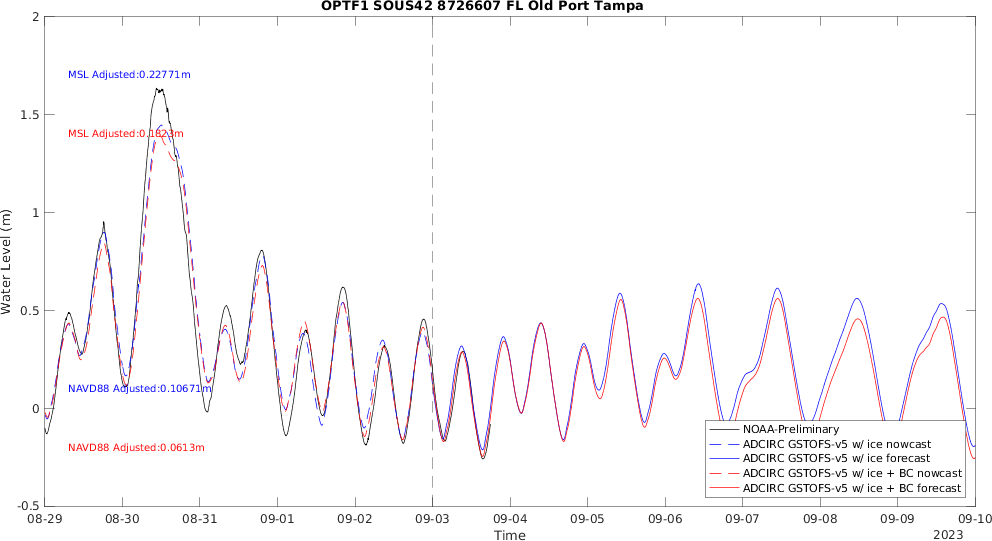 OPTF1 SOUS42 8726607 FL Old Port Tampa
2
MSL Adjusted:0.22771m
1.5
MSL Adjusted:0.1823m
1
Water Level (m)
0.5
NAVD88 Adjusted:0.10671m
0
NAVD88 Adjusted:0.0613m
-0.5
NOAA-Preliminary
ADCIRC GSTOFS-v5 w/ ice nowcast
ADCIRC GSTOFS-v5 w/ ice forecast
ADCIRC GSTOFS-v5 w/ ice + BC nowcast
ADCIRC GSTOFS-v5 w/ ice + BC forecast
08-29 08-30 08-31 09-01 09-02 09-03 09-04 09-05 09-06 09-07 09-08 09-09 09-10
Time
2023